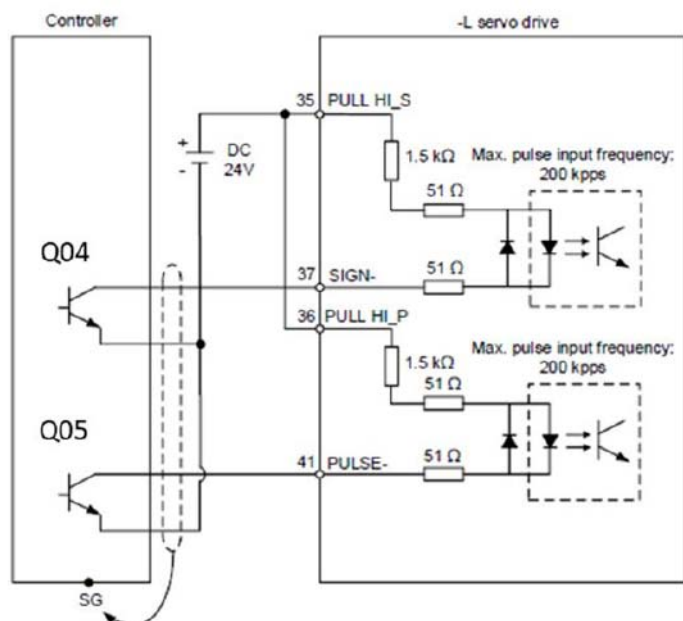 Controller
-L servo drive
35 PULL HI_S
+
-
DC
24V
1.5 kΩ
Max. pulse input frequency:
200 kpps
51 Ω
Q04
37 SIGN-
51 Ω
36 PULL HI_P
1.5 kΩ
Max. pulse input frequency:
200 kpps
51 Ω
Q05
41 PULSE-
51 Ω
SG